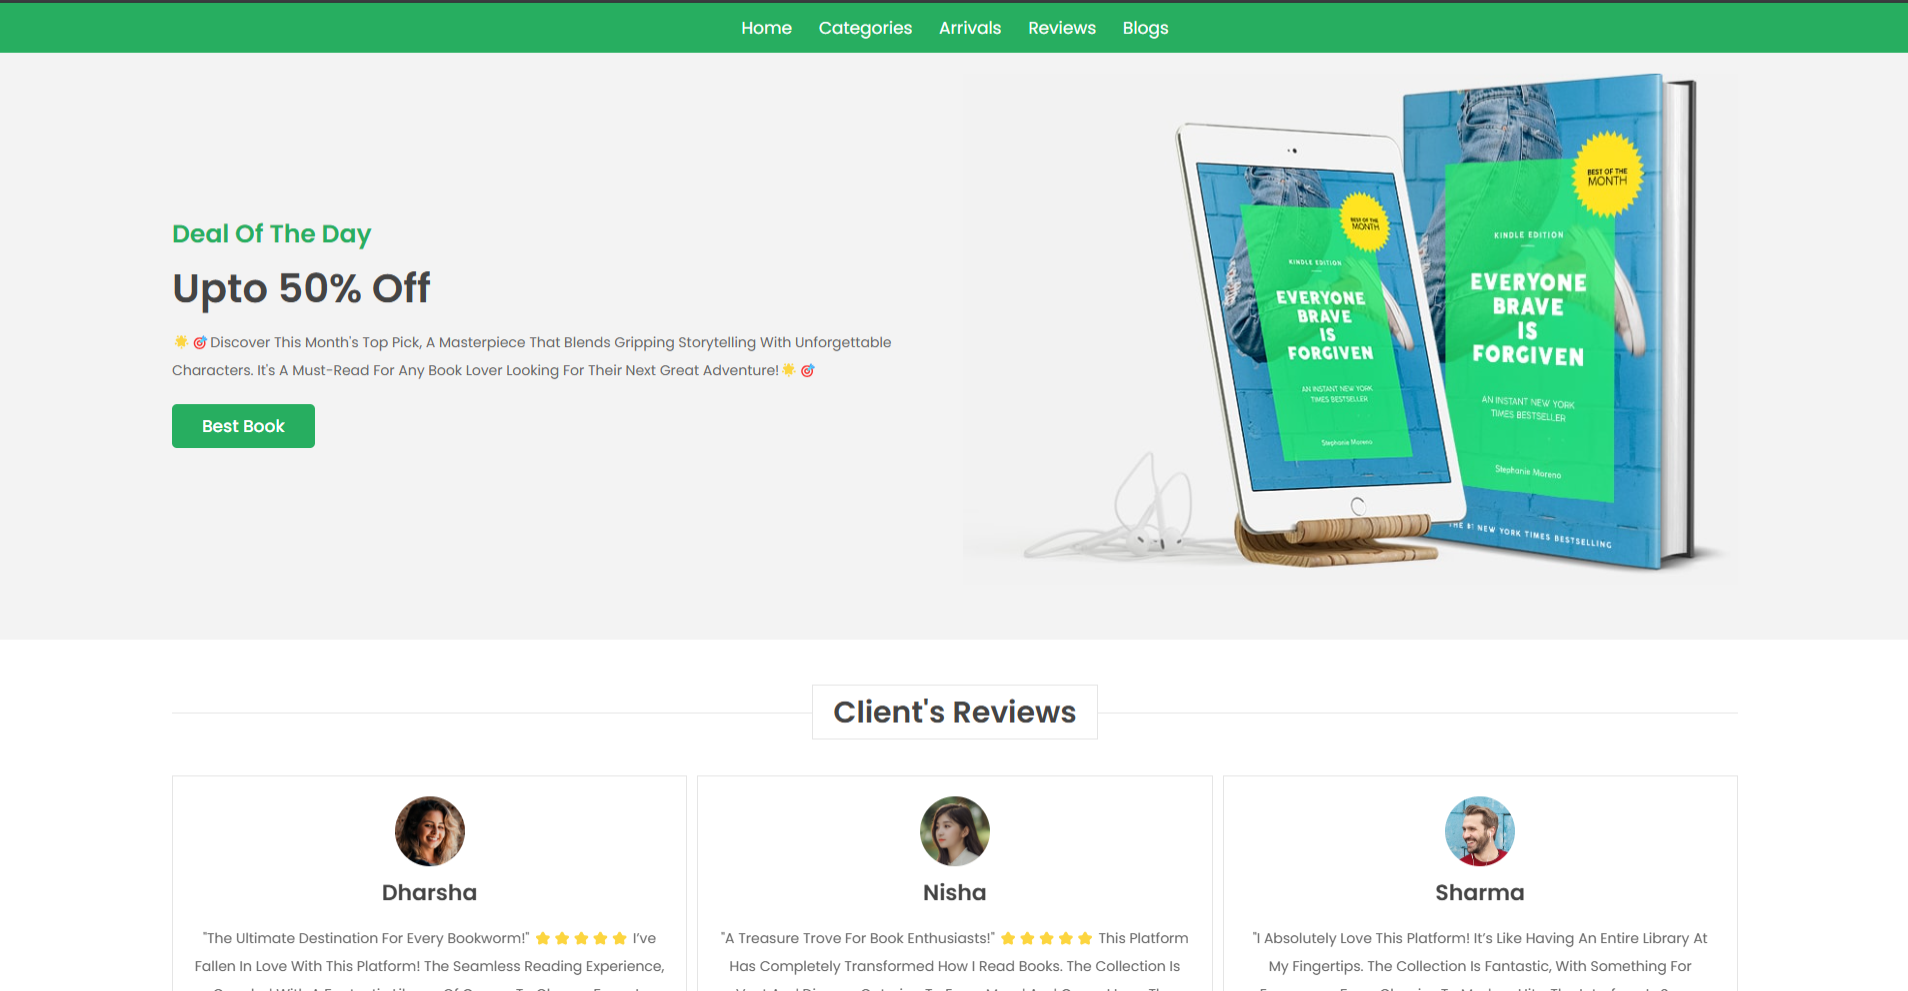 Home Categories Arrivals Reviews Blogs
Deal Of The Day
Upto 50% Off
🌟 🎯 Discover This Month's Top Pick, A Masterpiece That Blends Gripping Storytelling With Unforgettable
Characters. It's A Must-Read For Any Book Lover Looking For Their Next Great Adventure! 🌟 🎯
Best Book
BEST OF THE
MONTH
KINDLE EDITION
EVERYONE
BRAVE
IS
FORGIVEN
AN INSTANT NEW YORK
TIMES BESTSELLER
Stephanie Moreno
BEST OF THE
MONTH
KINDLE EDITION
EVERYONE
BRAVE
IS
FORGIVEN
AN INSTANT NEW YORK
TIMES BESTSELLER
Stephanie Moreno
THE #1 NEW YORK TIMES BESTSELLING
Client's Reviews
Dharsha
"The Ultimate Destination For Every Bookworm!" ⭐ ⭐ ⭐ ⭐ ⭐ I've
Fallen In Love With This Platform! The Seamless Reading Experience,
Nisha
"A Treasure Trove For Book Enthusiasts!" ⭐ ⭐ ⭐ ⭐ ⭐ This Platform
Has Completely Transformed How I Read Books. The Collection Is
Sharma
"I Absolutely Love This Platform! It's Like Having An Entire Library At
My Fingertips. The Collection Is Fantastic, With Something For